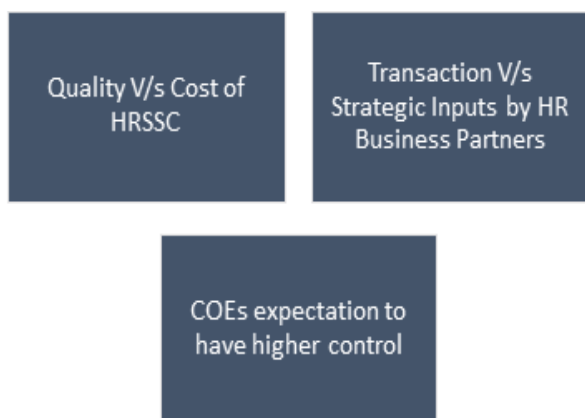 Quality V/s Cost of
HRSSC
Transaction V/s
Strategic Inputs by HR
Business Partners
COEs expectation to
have higher control